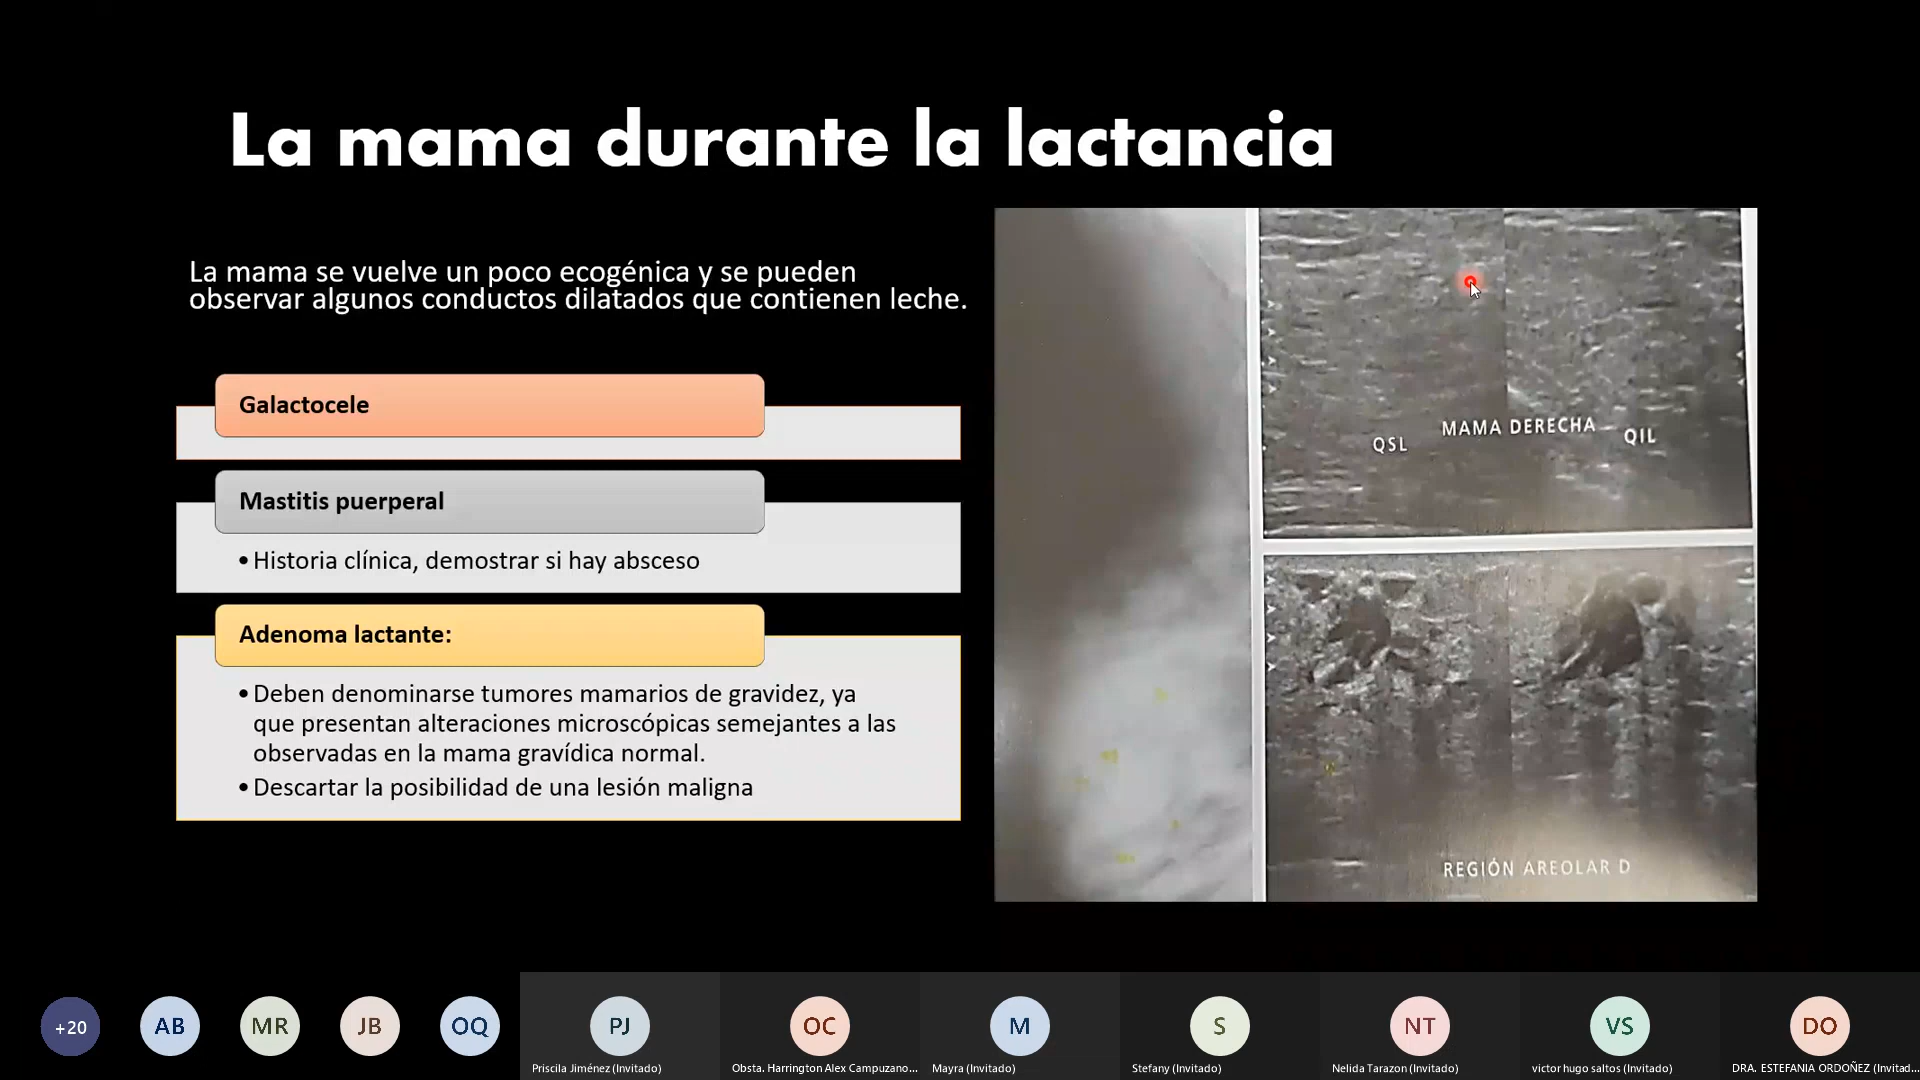 La mama durante la lactancia
La mama se vuelve un poco ecogénica y se pueden
observar algunos conductos dilatados que contienen leche.
Galactocele
Mastitis puerperal
•Historia clínica, demostrar si hay absceso
Adenoma lactante:
•Deben denominarse tumores mamarios de gravidez, ya
que presentan alteraciones microscópicas semejantes a las
observadas en la mama gravídica normal.
•Descartar la posibilidad de una lesión maligna
QSL MAMA DERECHA QIL
REGIÓN AREOLAR D
+20 AB MR JB OQ PJ OC M S NT VS DO
Priscila Jiménez (Invitado) Obsta. Harrington Alex Campuzano... Mayra (Invitado) Stefany (Invitado) Nelida Tarazon (Invitado) victor hugo saltos (Invitado) DRA. ESTEFANIA ORDOÑEZ (Invitad...